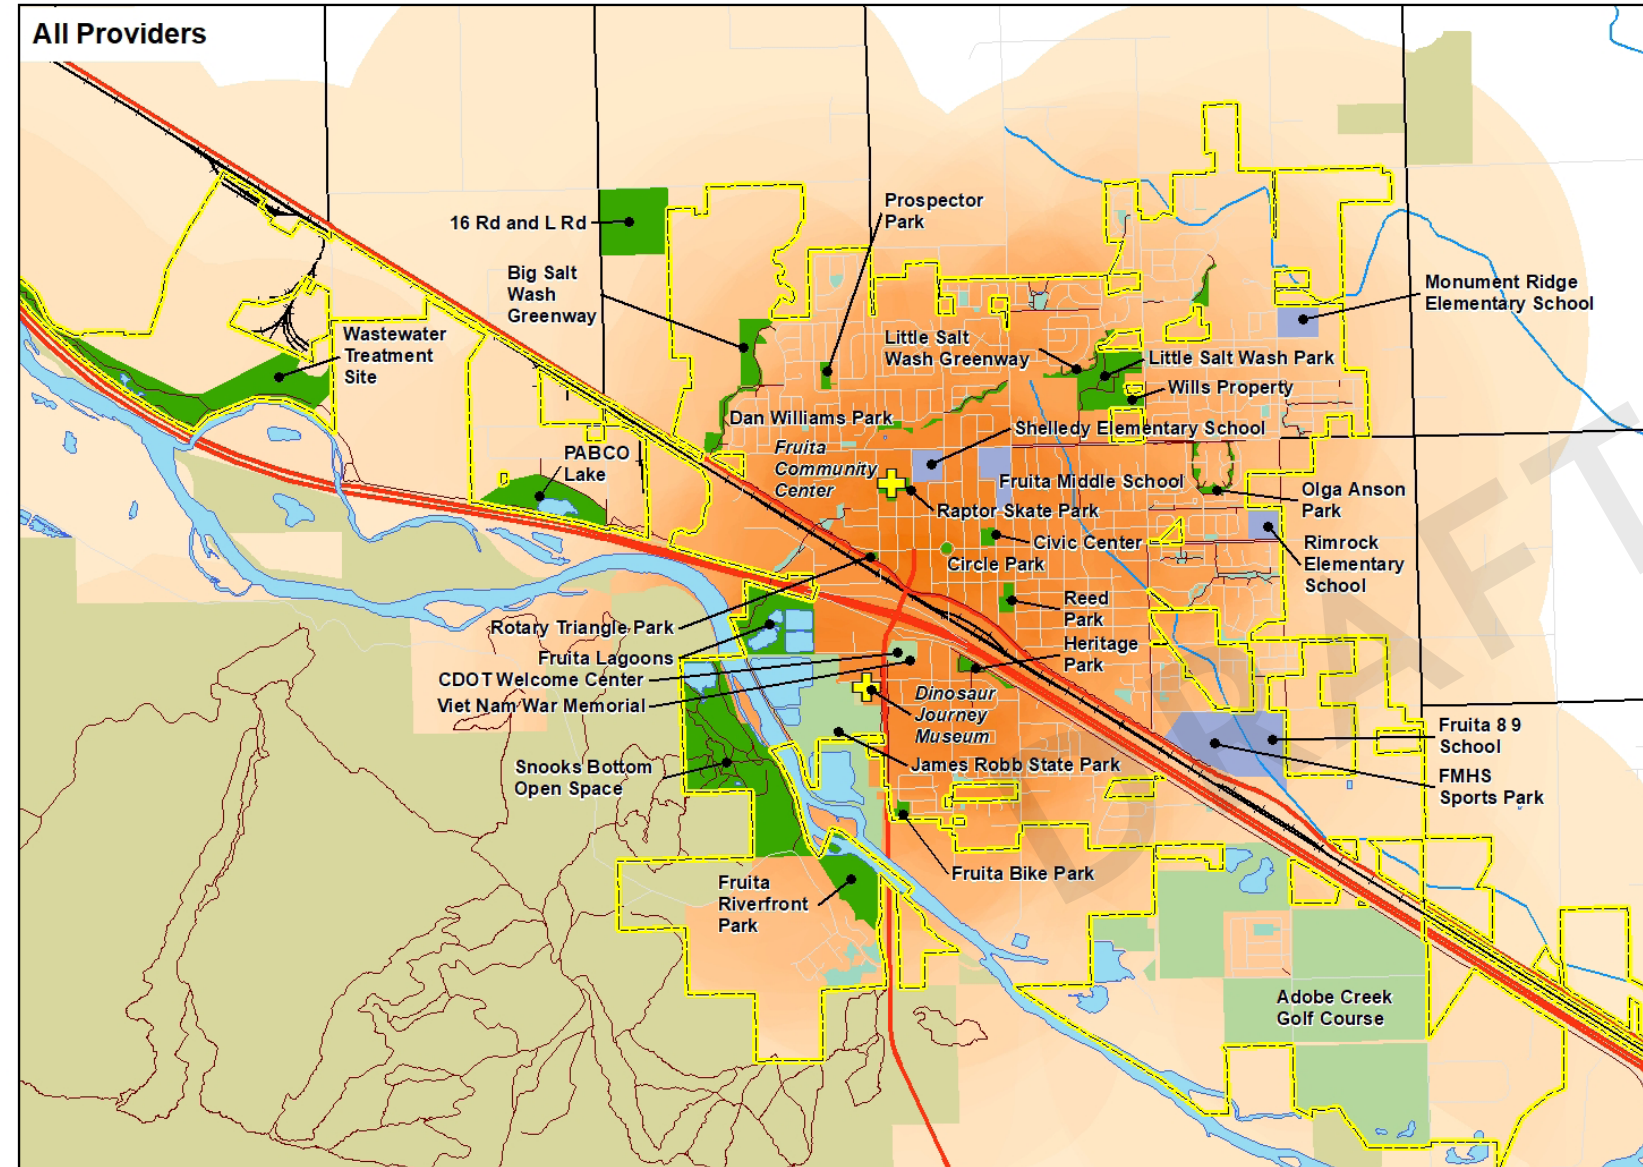 All Providers
Prospector
Park
16 Rd and L Rd
Big Salt
Wash
Greenway
Monument Ridge
Elementary School
Wastewater
Treatment
Site
Little Salt
Wash Greenway
Little Salt Wash Park
Wills Property
Dan Williams Park
Shelledy Elementary School
Fruita
Community
Center
PABCO
Lake
Fruita Middle School
Olga Anson
Park
Raptor Skate Park
Civic Center
Circle Park
Rimrock
Elementary
School
Reed
Park
Rotary Triangle Park
Heritage
Park
Fruita Lagoons
CDOT Welcome Center
Viet Nam War Memorial
Dinosaur
Journey
Museum
Fruita 8 9
School
Snooks Bottom
Open Space
James Robb State Park
FMHS
Sports Park
Fruita Bike Park
Fruita
Riverfront
Park
Adobe Creek
Golf Course
DRAFT